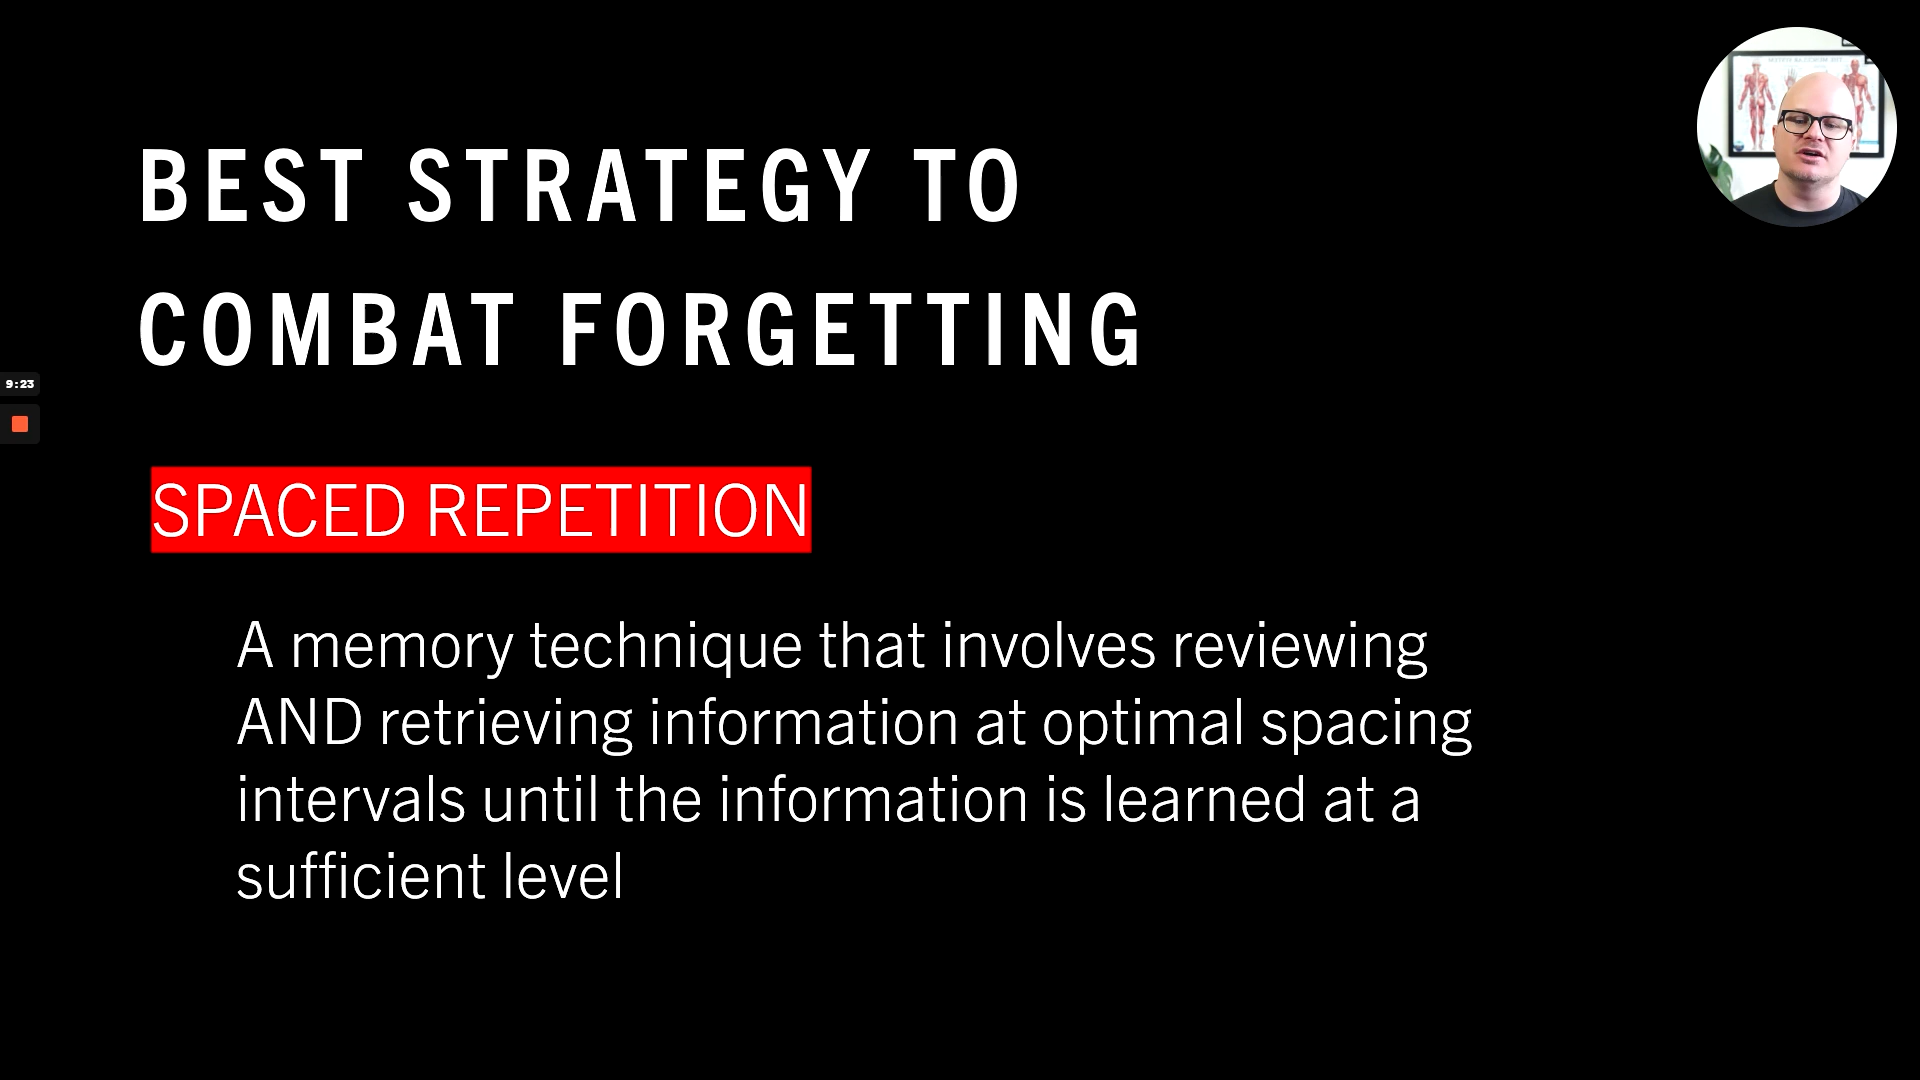 BEST STRATEGY TO
COMBAT FORGETTING
9:23
SPACED REPETITION
A memory technique that involves reviewing
AND retrieving information at optimal spacing
intervals until the information is learned at a
sufficient level